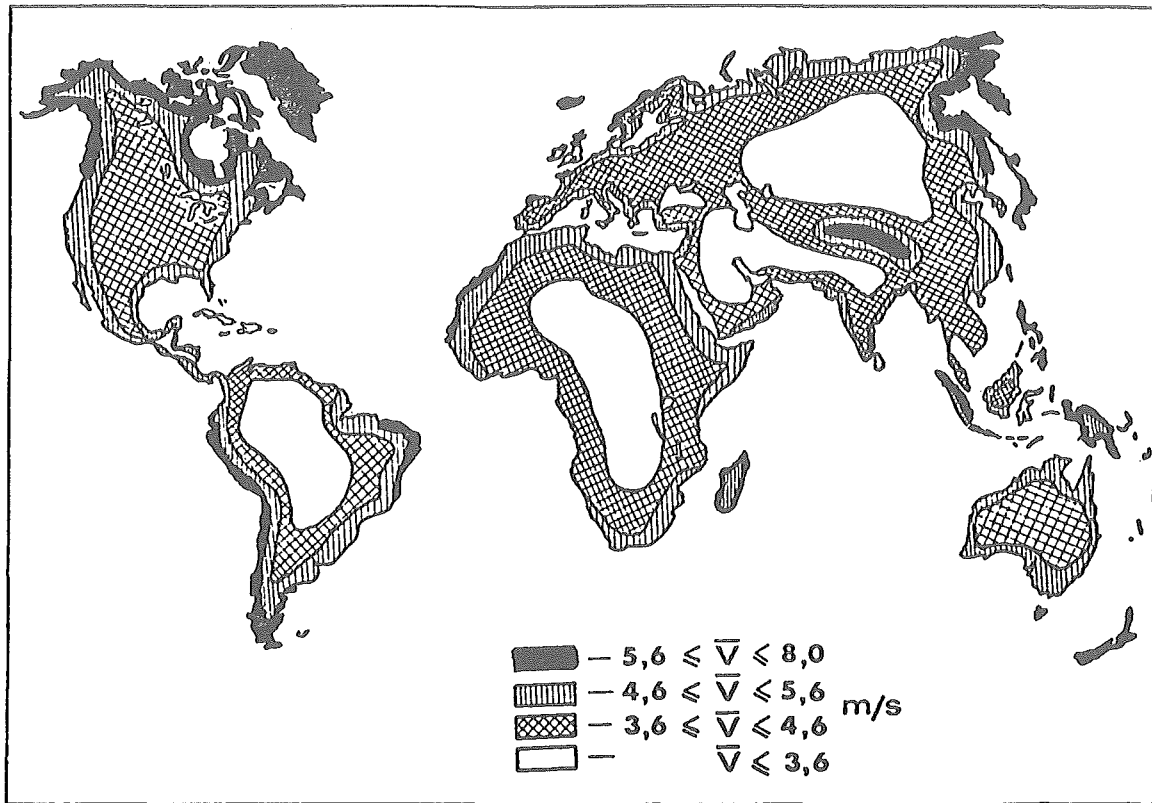 — 5,6 ⩽ V̅ ⩽ 8,0
— 4,6 ⩽ V̅ ⩽ 5,6
m/s
— 3,6 ⩽ V̅ ⩽ 4,6
— V̅ ⩽ 3,6